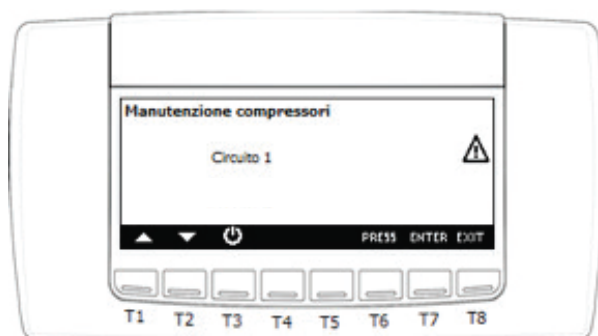 Manutenzione compressori
Circuito 1
PRESS ENTER EXIT
T1 T2 T3 T4 T5 T6 T7 T8